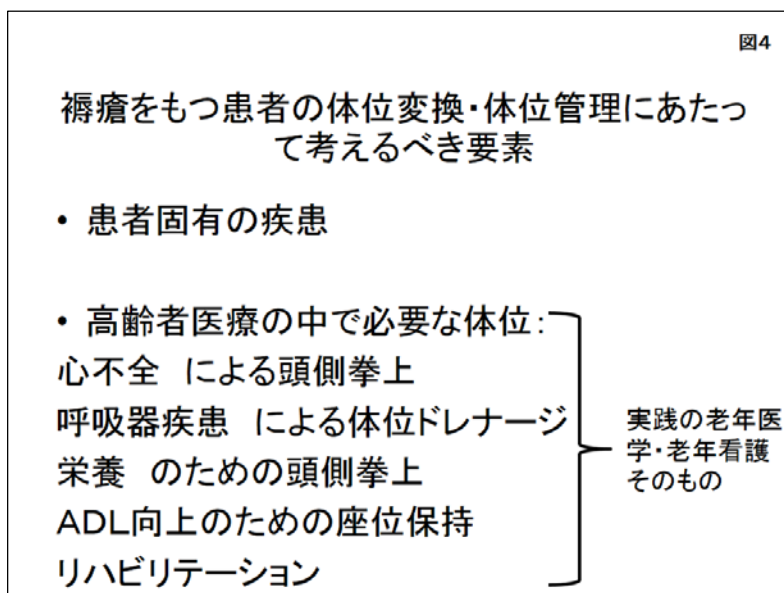 図4
褥瘡をもつ患者の体位変換・体位管理にあたっ
て考えるべき要素
• 患者固有の疾患
• 高齢者医療の中で必要な体位：
心不全　による頭側拳上
呼吸器疾患　による体位ドレナージ
栄養　のための頭側拳上
ADL向上のための座位保持
リハビリテーション
実践の老年医
学・老年看護
そのもの